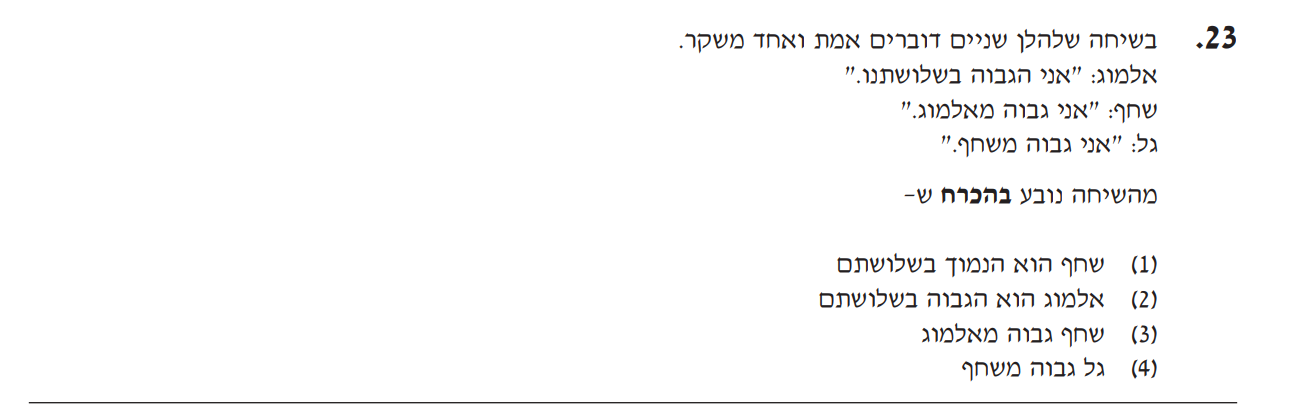 23. בשיחה שלהלן שניים דוברים אמת ואחד משקר.
אלמוג: "אני הגבוה בשלושתנו."
שחף: "אני גבוה מאלמוג."
גל: "אני גבוה משחף."
מהשיחה נובע בהכרח ש-
(1) שחף הוא הנמוך בשלושתם
(2) אלמוג הוא הגבוה בשלושתם
(3) שחף גבוה מאלמוג
(4) גל גבוה משחף